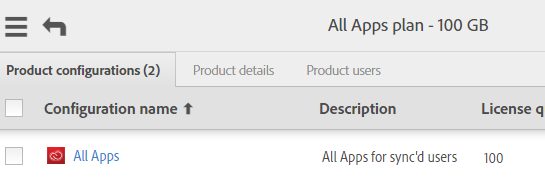 All Apps plan - 100 GB
Product configurations (2) Product details Product users
Configuration name ↑ Description License q
All Apps All Apps for sync'd users 100